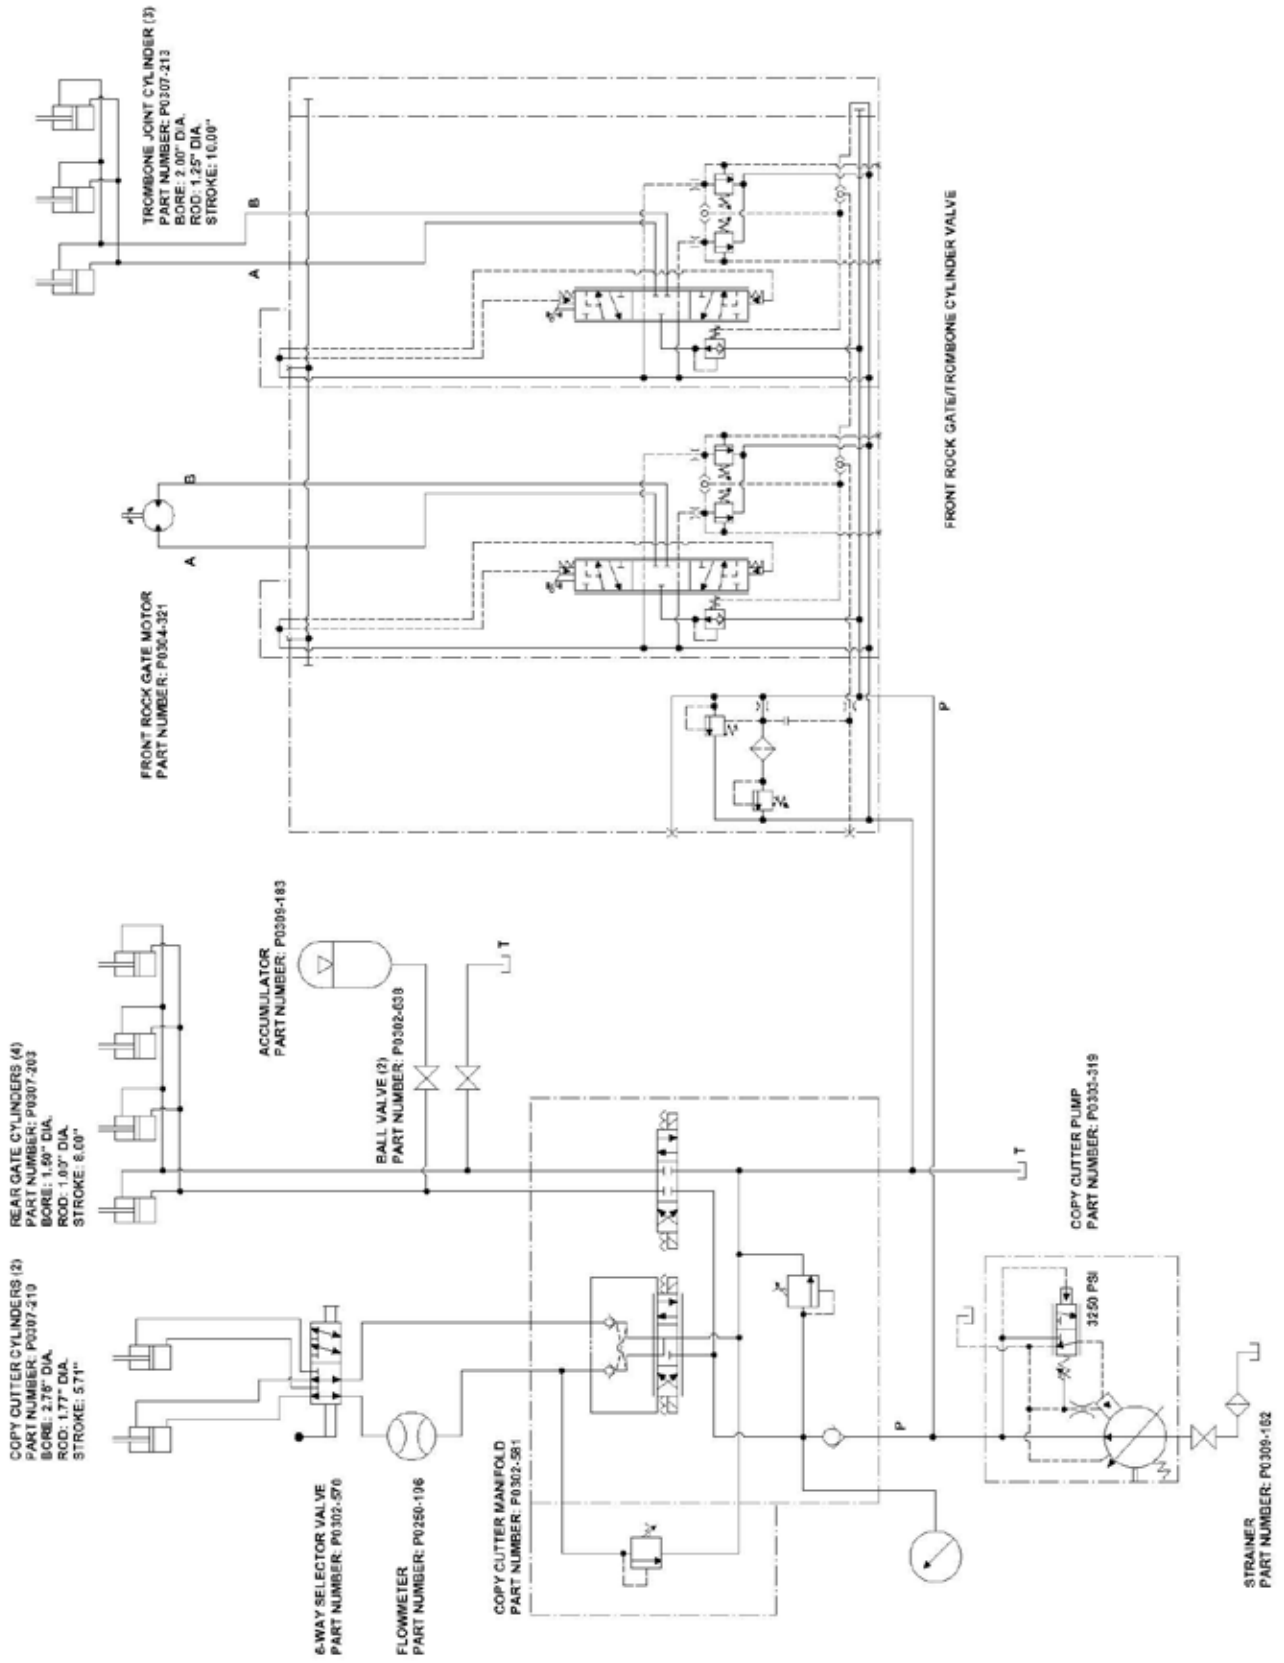 COPY CUTTER CYLINDERS (2)
PART NUMBER: P0307-210
BORE: 2.76" DIA.
ROD: 1.77" DIA.
STROKE: 5.71"
REAR GATE CYLINDERS (4)
PART NUMBER: P0307-203
BORE: 1.50" DIA.
ROD: 1.00" DIA.
STROKE: 8.00"
TROMBONE JOINT CYLINDER (3)
PART NUMBER: P0307-213
BORE: 2.00" DIA.
ROD: 1.25" DIA.
STROKE: 10.00"
FRONT ROCK GATE MOTOR
PART NUMBER: P0304-321
A
B
A
B
ACCUMULATOR
PART NUMBER: P0309-183
T
BALL VALVE (2)
PART NUMBER: P0302-638
6-WAY SELECTOR VALVE
PART NUMBER: P0302-570
FLOWMETER
PART NUMBER: P0250-196
COPY CUTTER MANIFOLD
PART NUMBER: P0302-581
P
P
FRONT ROCK GATE/TROMBONE CYLINDER VALVE
T
COPY CUTTER PUMP
PART NUMBER: P0303-319
3250 PSI
STRAINER
PART NUMBER: P0309-162